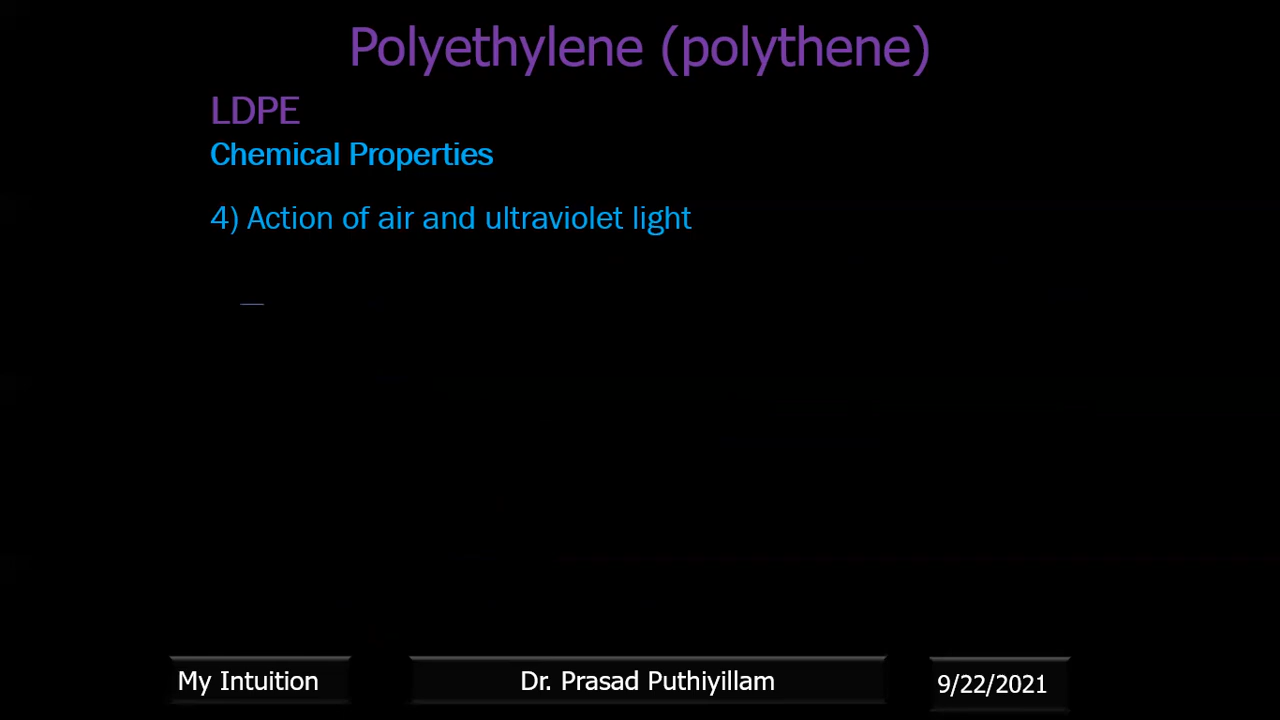 Polyethylene (polythene)
LDPE
Chemical Properties
4) Action of air and ultraviolet light
My Intuition
Dr. Prasad Puthiyillam
9/22/2021